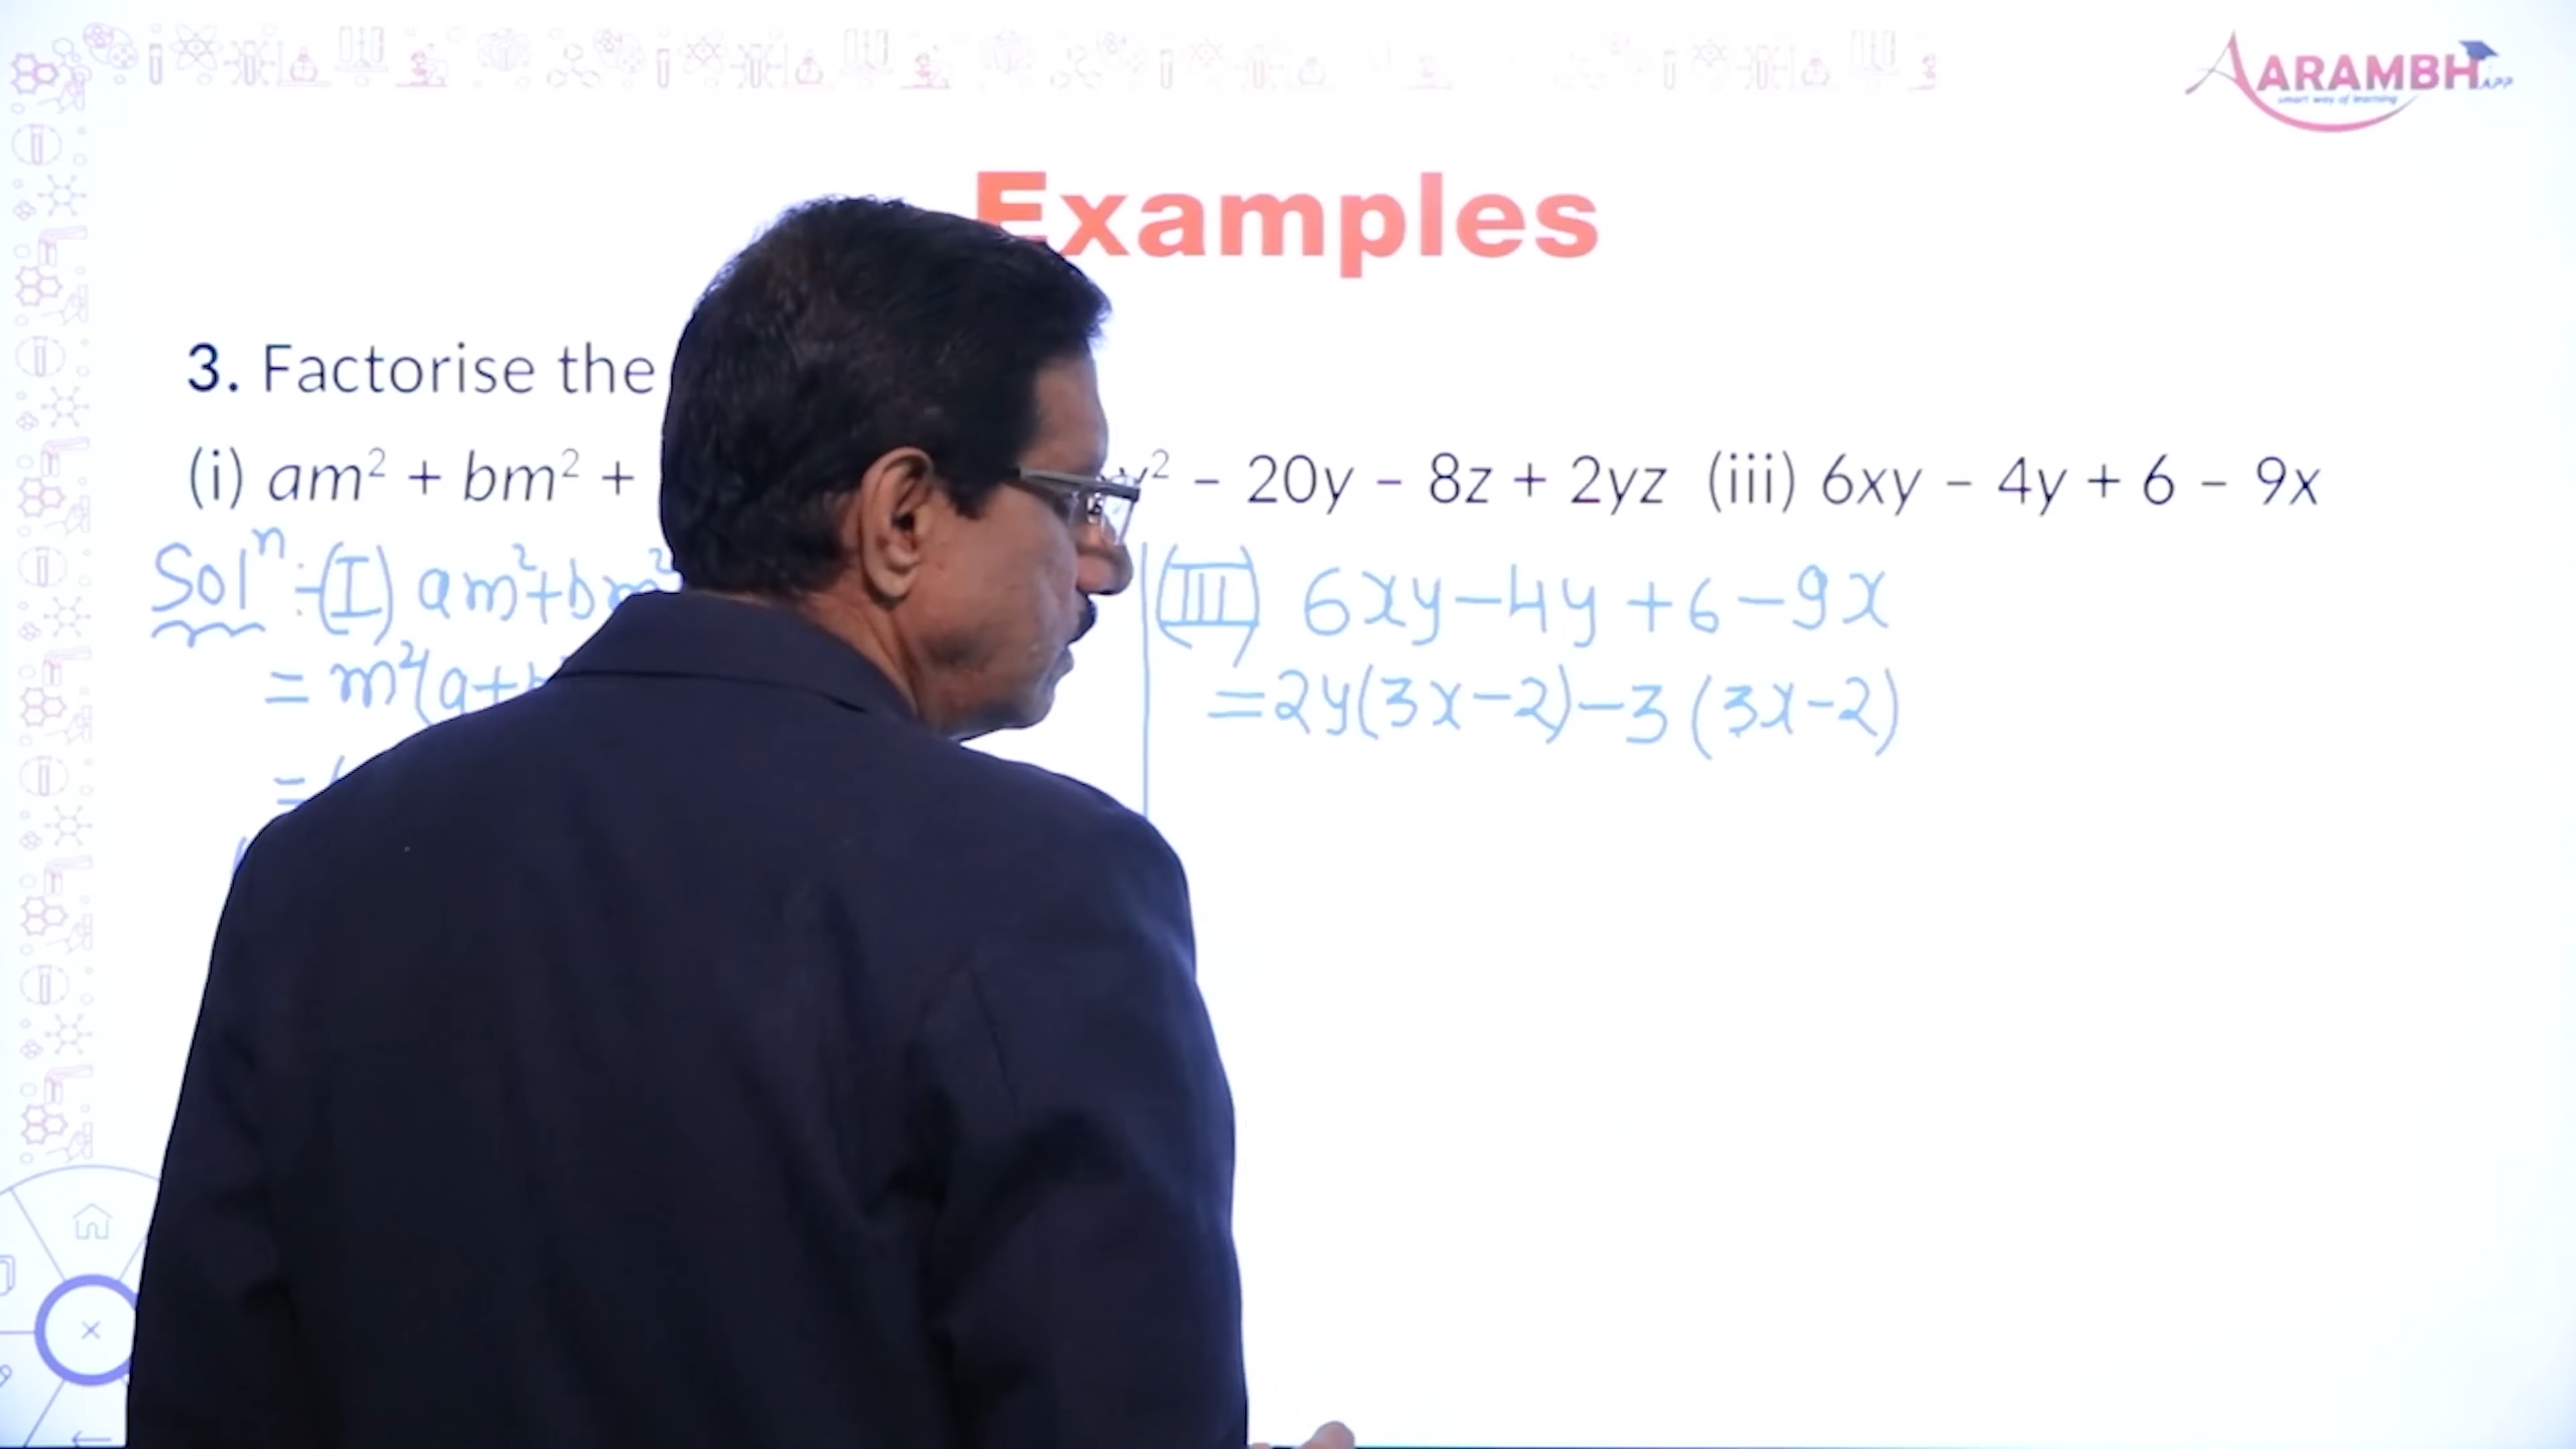 AARAMBH APP
smart way of learning
Examples
3. Factorise the
(i) am² + bm² + y² – 20y – 8z + 2yz (iii) 6xy – 4y + 6 – 9x
Solⁿ :- (I) am²+bm² (III) 6xy-4y+6-9x
= m²(a+b =2y(3x-2)-3(3x-2)
= (